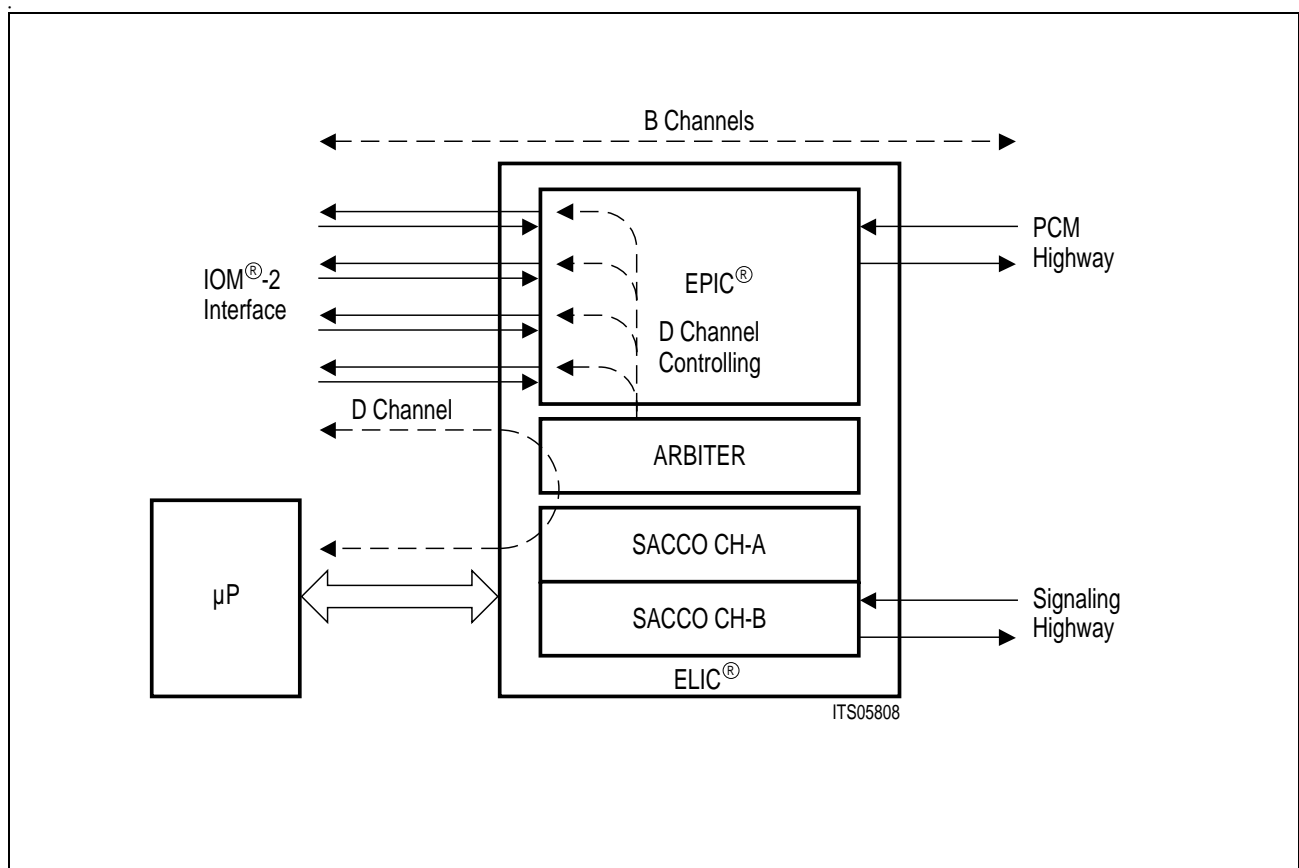 B Channels
IOM®-2
Interface
EPIC®
D Channel
Controlling
PCM
Highway
D Channel
ARBITER
SACCO CH-A
µP
SACCO CH-B
Signaling
Highway
ELIC®
ITS05808